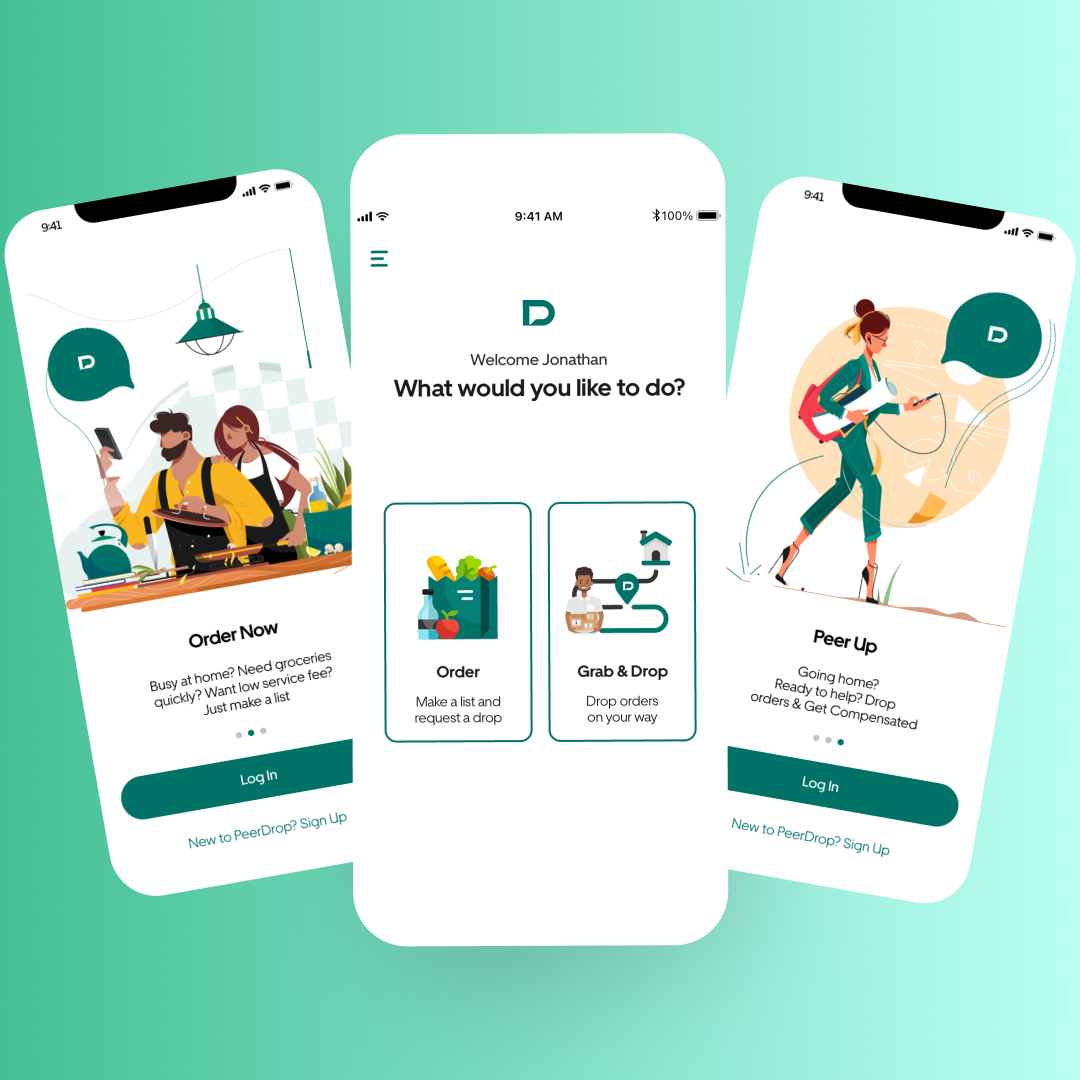 9:41
Order Now
Busy at home? Need groceries
quickly? Want low service fee?
Just make a list
Log In
New to PeerDrop? Sign Up
9:41 AM
100%
Welcome Jonathan
What would you like to do?
Order
Make a list and
request a drop
Grab & Drop
Drop orders
on your way
9:41
Peer Up
Going home?
Ready to help? Drop
orders & Get Compensated
Log In
New to PeerDrop? Sign Up